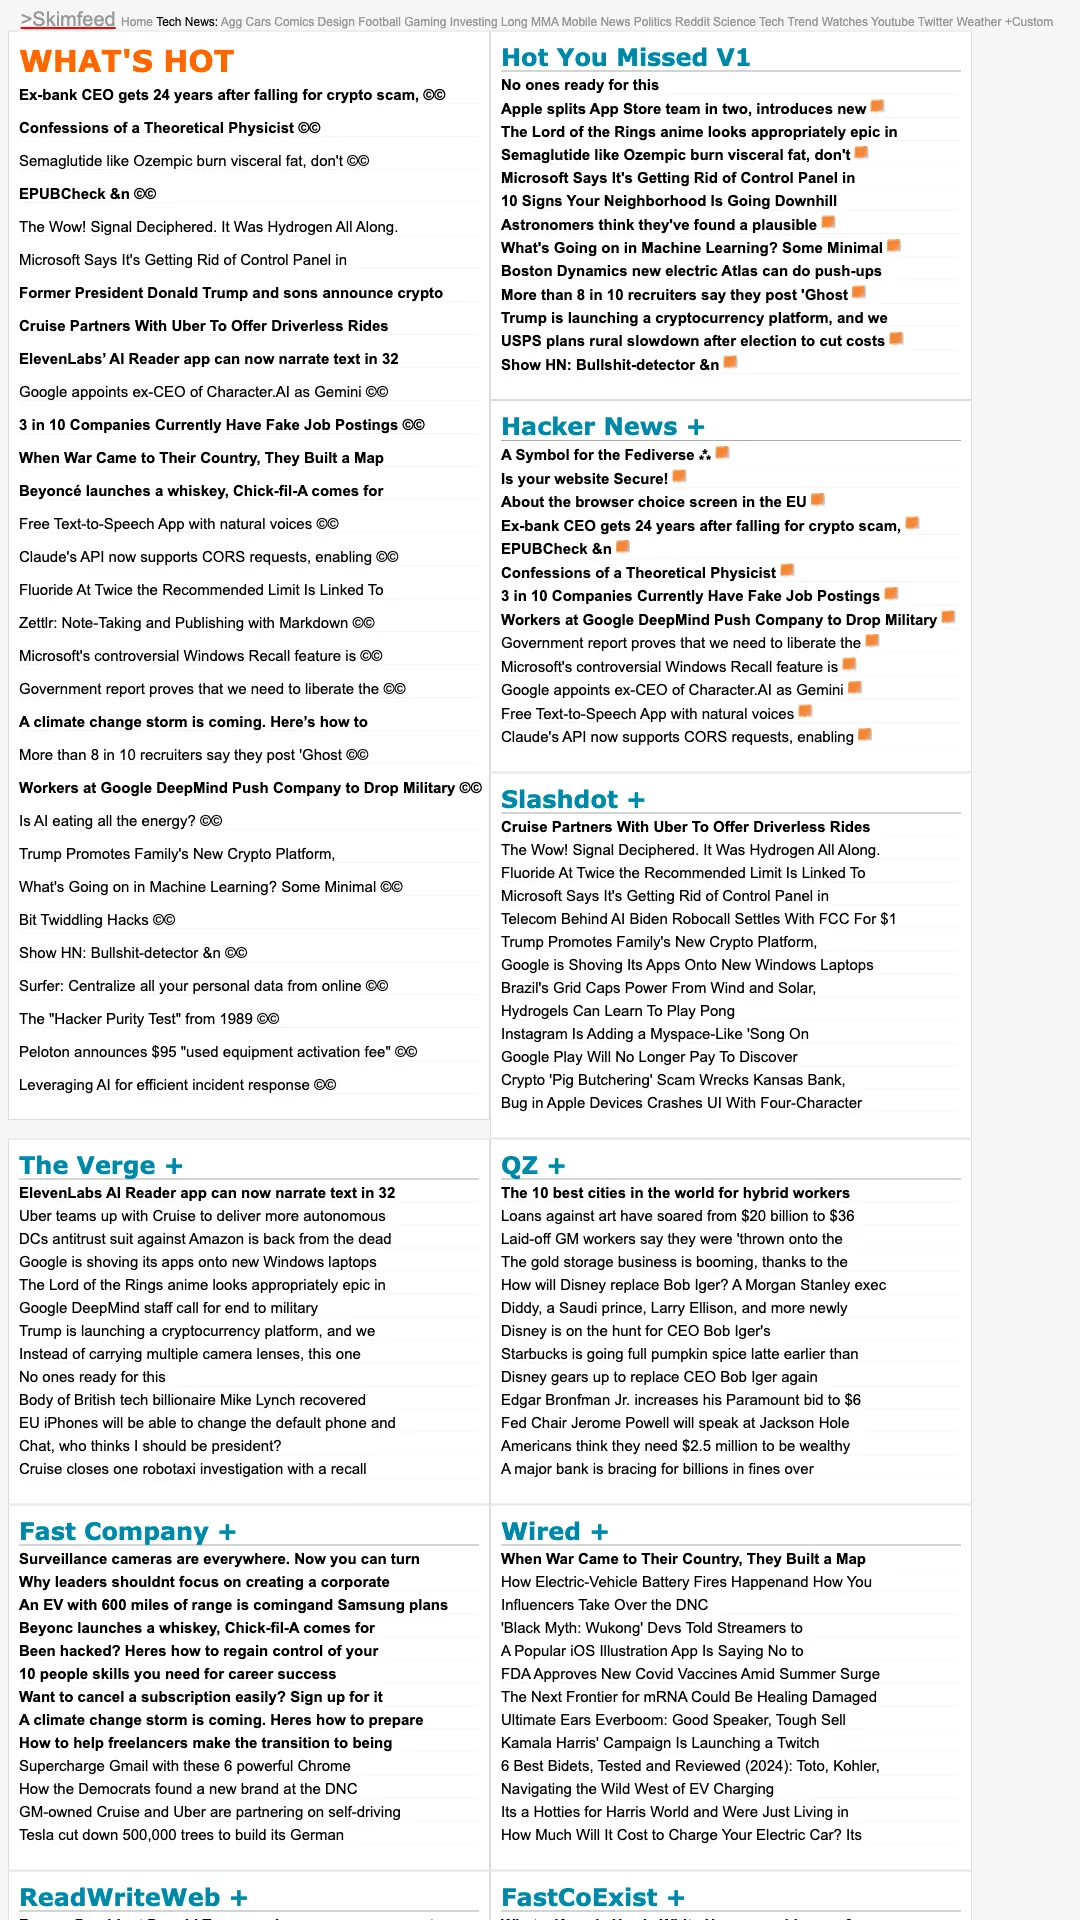 >Skimfeed Home Tech News: Agg Cars Comics Design Football Gaming Investing Long MMA Mobile News Politics Reddit Science Tech Trend Watches Youtube Twitter Weather +Custom
WHAT'S HOT
Ex-bank CEO gets 24 years after falling for crypto scam, ©©
Confessions of a Theoretical Physicist ©©
Semaglutide like Ozempic burn visceral fat, don't ©©
EPUBCheck &n ©©
The Wow! Signal Deciphered. It Was Hydrogen All Along.
Microsoft Says It's Getting Rid of Control Panel in
Former President Donald Trump and sons announce crypto
Cruise Partners With Uber To Offer Driverless Rides
ElevenLabs’ AI Reader app can now narrate text in 32
Google appoints ex-CEO of Character.AI as Gemini ©©
3 in 10 Companies Currently Have Fake Job Postings ©©
When War Came to Their Country, They Built a Map
Beyoncé launches a whiskey, Chick-fil-A comes for
Free Text-to-Speech App with natural voices ©©
Claude's API now supports CORS requests, enabling ©©
Fluoride At Twice the Recommended Limit Is Linked To
Zettlr: Note-Taking and Publishing with Markdown ©©
Microsoft's controversial Windows Recall feature is ©©
Government report proves that we need to liberate the ©©
A climate change storm is coming. Here’s how to
More than 8 in 10 recruiters say they post 'Ghost ©©
Workers at Google DeepMind Push Company to Drop Military ©©
Is AI eating all the energy? ©©
Trump Promotes Family's New Crypto Platform,
What's Going on in Machine Learning? Some Minimal ©©
Bit Twiddling Hacks ©©
Show HN: Bullshit-detector &n ©©
Surfer: Centralize all your personal data from online ©©
The "Hacker Purity Test" from 1989 ©©
Peloton announces $95 "used equipment activation fee" ©©
Leveraging AI for efficient incident response ©©
Hot You Missed V1
No ones ready for this
Apple splits App Store team in two, introduces new
The Lord of the Rings anime looks appropriately epic in
Semaglutide like Ozempic burn visceral fat, don't
Microsoft Says It's Getting Rid of Control Panel in
10 Signs Your Neighborhood Is Going Downhill
Astronomers think they've found a plausible
What's Going on in Machine Learning? Some Minimal
Boston Dynamics new electric Atlas can do push-ups
More than 8 in 10 recruiters say they post 'Ghost
Trump is launching a cryptocurrency platform, and we
USPS plans rural slowdown after election to cut costs
Show HN: Bullshit-detector &n
Hacker News +
A Symbol for the Fediverse ⁂
Is your website Secure!
About the browser choice screen in the EU
Ex-bank CEO gets 24 years after falling for crypto scam,
EPUBCheck &n
Confessions of a Theoretical Physicist
3 in 10 Companies Currently Have Fake Job Postings
Workers at Google DeepMind Push Company to Drop Military
Government report proves that we need to liberate the
Microsoft's controversial Windows Recall feature is
Google appoints ex-CEO of Character.AI as Gemini
Free Text-to-Speech App with natural voices
Claude's API now supports CORS requests, enabling
Slashdot +
Cruise Partners With Uber To Offer Driverless Rides
The Wow! Signal Deciphered. It Was Hydrogen All Along.
Fluoride At Twice the Recommended Limit Is Linked To
Microsoft Says It's Getting Rid of Control Panel in
Telecom Behind AI Biden Robocall Settles With FCC For $1
Trump Promotes Family's New Crypto Platform,
Google is Shoving Its Apps Onto New Windows Laptops
Brazil's Grid Caps Power From Wind and Solar,
Hydrogels Can Learn To Play Pong
Instagram Is Adding a Myspace-Like 'Song On
Google Play Will No Longer Pay To Discover
Crypto 'Pig Butchering' Scam Wrecks Kansas Bank,
Bug in Apple Devices Crashes UI With Four-Character
The Verge +
ElevenLabs AI Reader app can now narrate text in 32
Uber teams up with Cruise to deliver more autonomous
DCs antitrust suit against Amazon is back from the dead
Google is shoving its apps onto new Windows laptops
The Lord of the Rings anime looks appropriately epic in
Google DeepMind staff call for end to military
Trump is launching a cryptocurrency platform, and we
Instead of carrying multiple camera lenses, this one
No ones ready for this
Body of British tech billionaire Mike Lynch recovered
EU iPhones will be able to change the default phone and
Chat, who thinks I should be president?
Cruise closes one robotaxi investigation with a recall
QZ +
The 10 best cities in the world for hybrid workers
Loans against art have soared from $20 billion to $36
Laid-off GM workers say they were 'thrown onto the
The gold storage business is booming, thanks to the
How will Disney replace Bob Iger? A Morgan Stanley exec
Diddy, a Saudi prince, Larry Ellison, and more newly
Disney is on the hunt for CEO Bob Iger's
Starbucks is going full pumpkin spice latte earlier than
Disney gears up to replace CEO Bob Iger again
Edgar Bronfman Jr. increases his Paramount bid to $6
Fed Chair Jerome Powell will speak at Jackson Hole
Americans think they need $2.5 million to be wealthy
A major bank is bracing for billions in fines over
Fast Company +
Surveillance cameras are everywhere. Now you can turn
Why leaders shouldnt focus on creating a corporate
An EV with 600 miles of range is comingand Samsung plans
Beyonc launches a whiskey, Chick-fil-A comes for
Been hacked? Heres how to regain control of your
10 people skills you need for career success
Want to cancel a subscription easily? Sign up for it
A climate change storm is coming. Heres how to prepare
How to help freelancers make the transition to being
Supercharge Gmail with these 6 powerful Chrome
How the Democrats found a new brand at the DNC
GM-owned Cruise and Uber are partnering on self-driving
Tesla cut down 500,000 trees to build its German
Wired +
When War Came to Their Country, They Built a Map
How Electric-Vehicle Battery Fires Happenand How You
Influencers Take Over the DNC
'Black Myth: Wukong' Devs Told Streamers to
A Popular iOS Illustration App Is Saying No to
FDA Approves New Covid Vaccines Amid Summer Surge
The Next Frontier for mRNA Could Be Healing Damaged
Ultimate Ears Everboom: Good Speaker, Tough Sell
Kamala Harris' Campaign Is Launching a Twitch
6 Best Bidets, Tested and Reviewed (2024): Toto, Kohler,
Navigating the Wild West of EV Charging
Its a Hotties for Harris World and Were Just Living in
How Much Will It Cost to Charge Your Electric Car? Its
ReadWriteWeb +
FastCoExist +